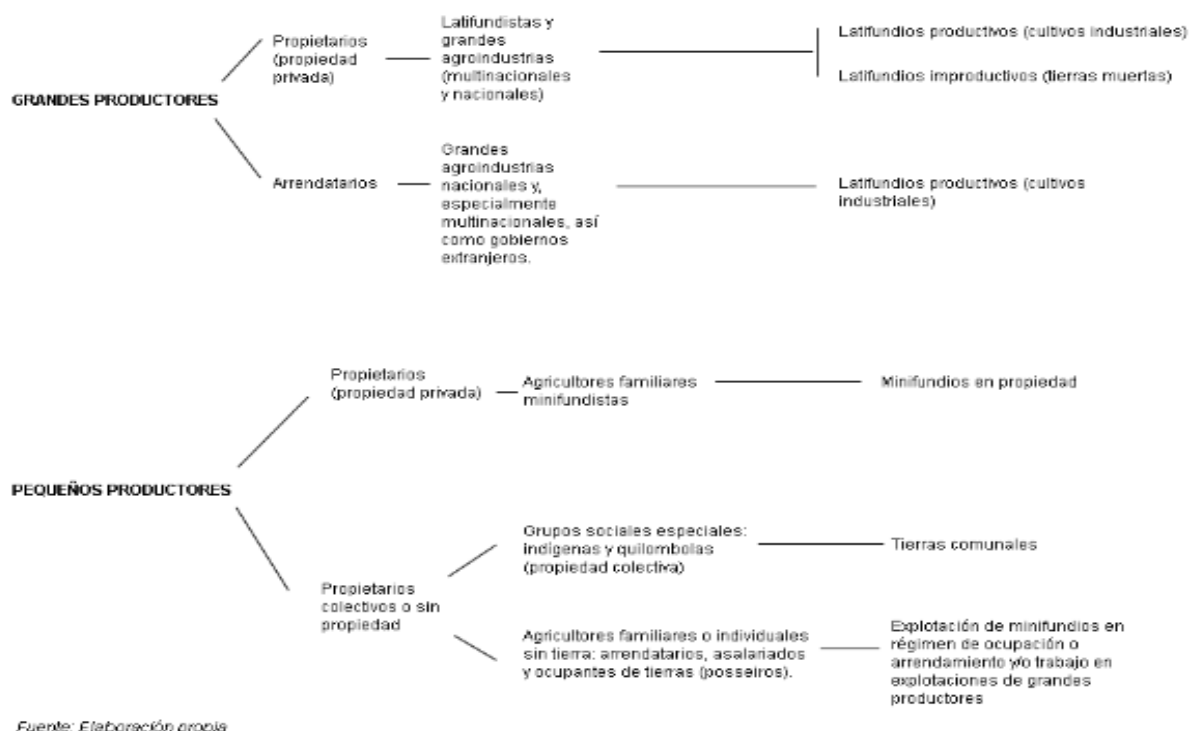 GRANDES PRODUCTORES
Propietarios
(propiedad
privada)
Latifundistas y
grandes
agroindustrias
(multinacionales
y nacionales)
Latifundios productivos (cultivos industriales)
Latifundios improductivos (tierras muertas)
Arrendatarios
Grandes
agroindustrias
nacionales y,
especialmente
multinacionales, así
como gobiernos
extranjeros.
Latifundios productivos (cultivos
industriales)
PEQUEÑOS PRODUCTORES
Propietarios
(propiedad privada)
Agricultores familiares
minifundistas
Minifundios en propiedad
Propietarios
colectivos o sin
propiedad
Grupos sociales especiales:
indígenas y quilombolas
(propiedad colectiva)
Tierras comunales
Agricultores familiares o individuales
sin tierra: arrendatarios, asalariados
y ocupantes de tierras (posseiros).
Explotación de minifundios en
régimen de ocupación o
arrendamiento y/o trabajo en
explotaciones de grandes
productores
Fuente: Elaboración propia